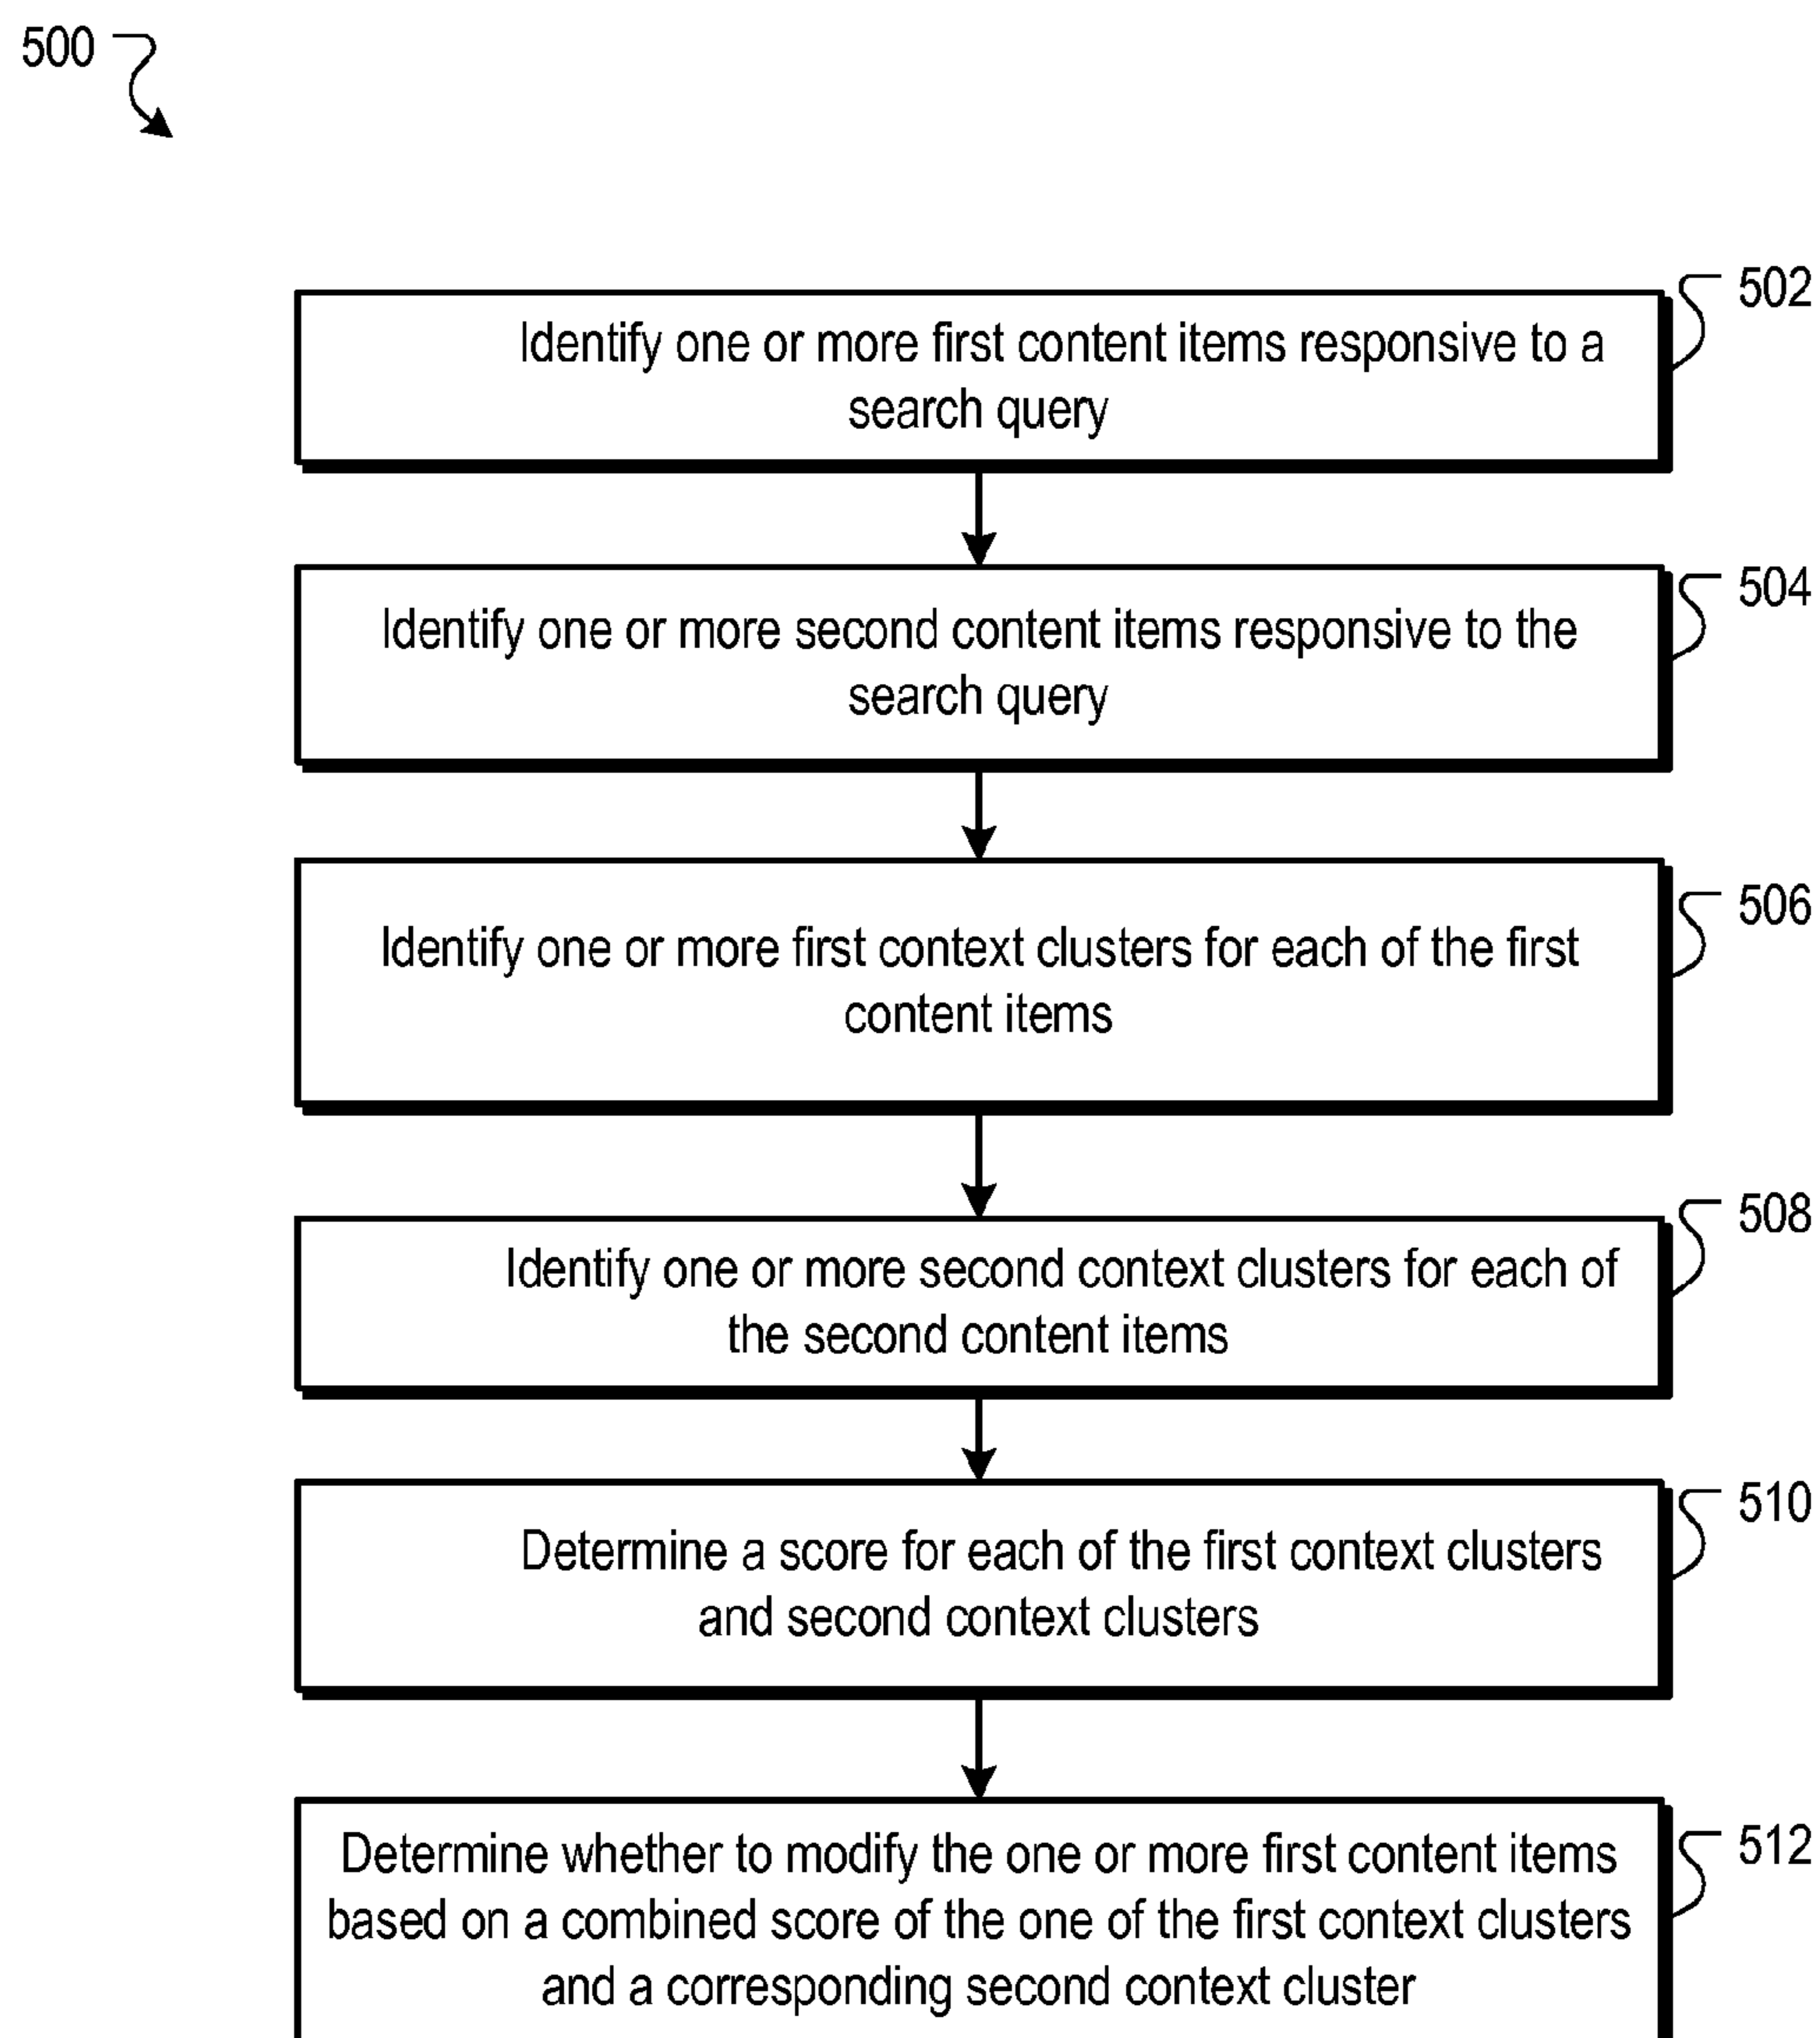 500
502
Identify one or more first content items responsive to a
search query
504
Identify one or more second content items responsive to the
search query
506
Identify one or more first context clusters for each of the first
content items
508
Identify one or more second context clusters for each of
the second content items
510
Determine a score for each of the first context clusters
and second context clusters
512
Determine whether to modify the one or more first content items
based on a combined score of the one of the first context clusters
and a corresponding second context cluster